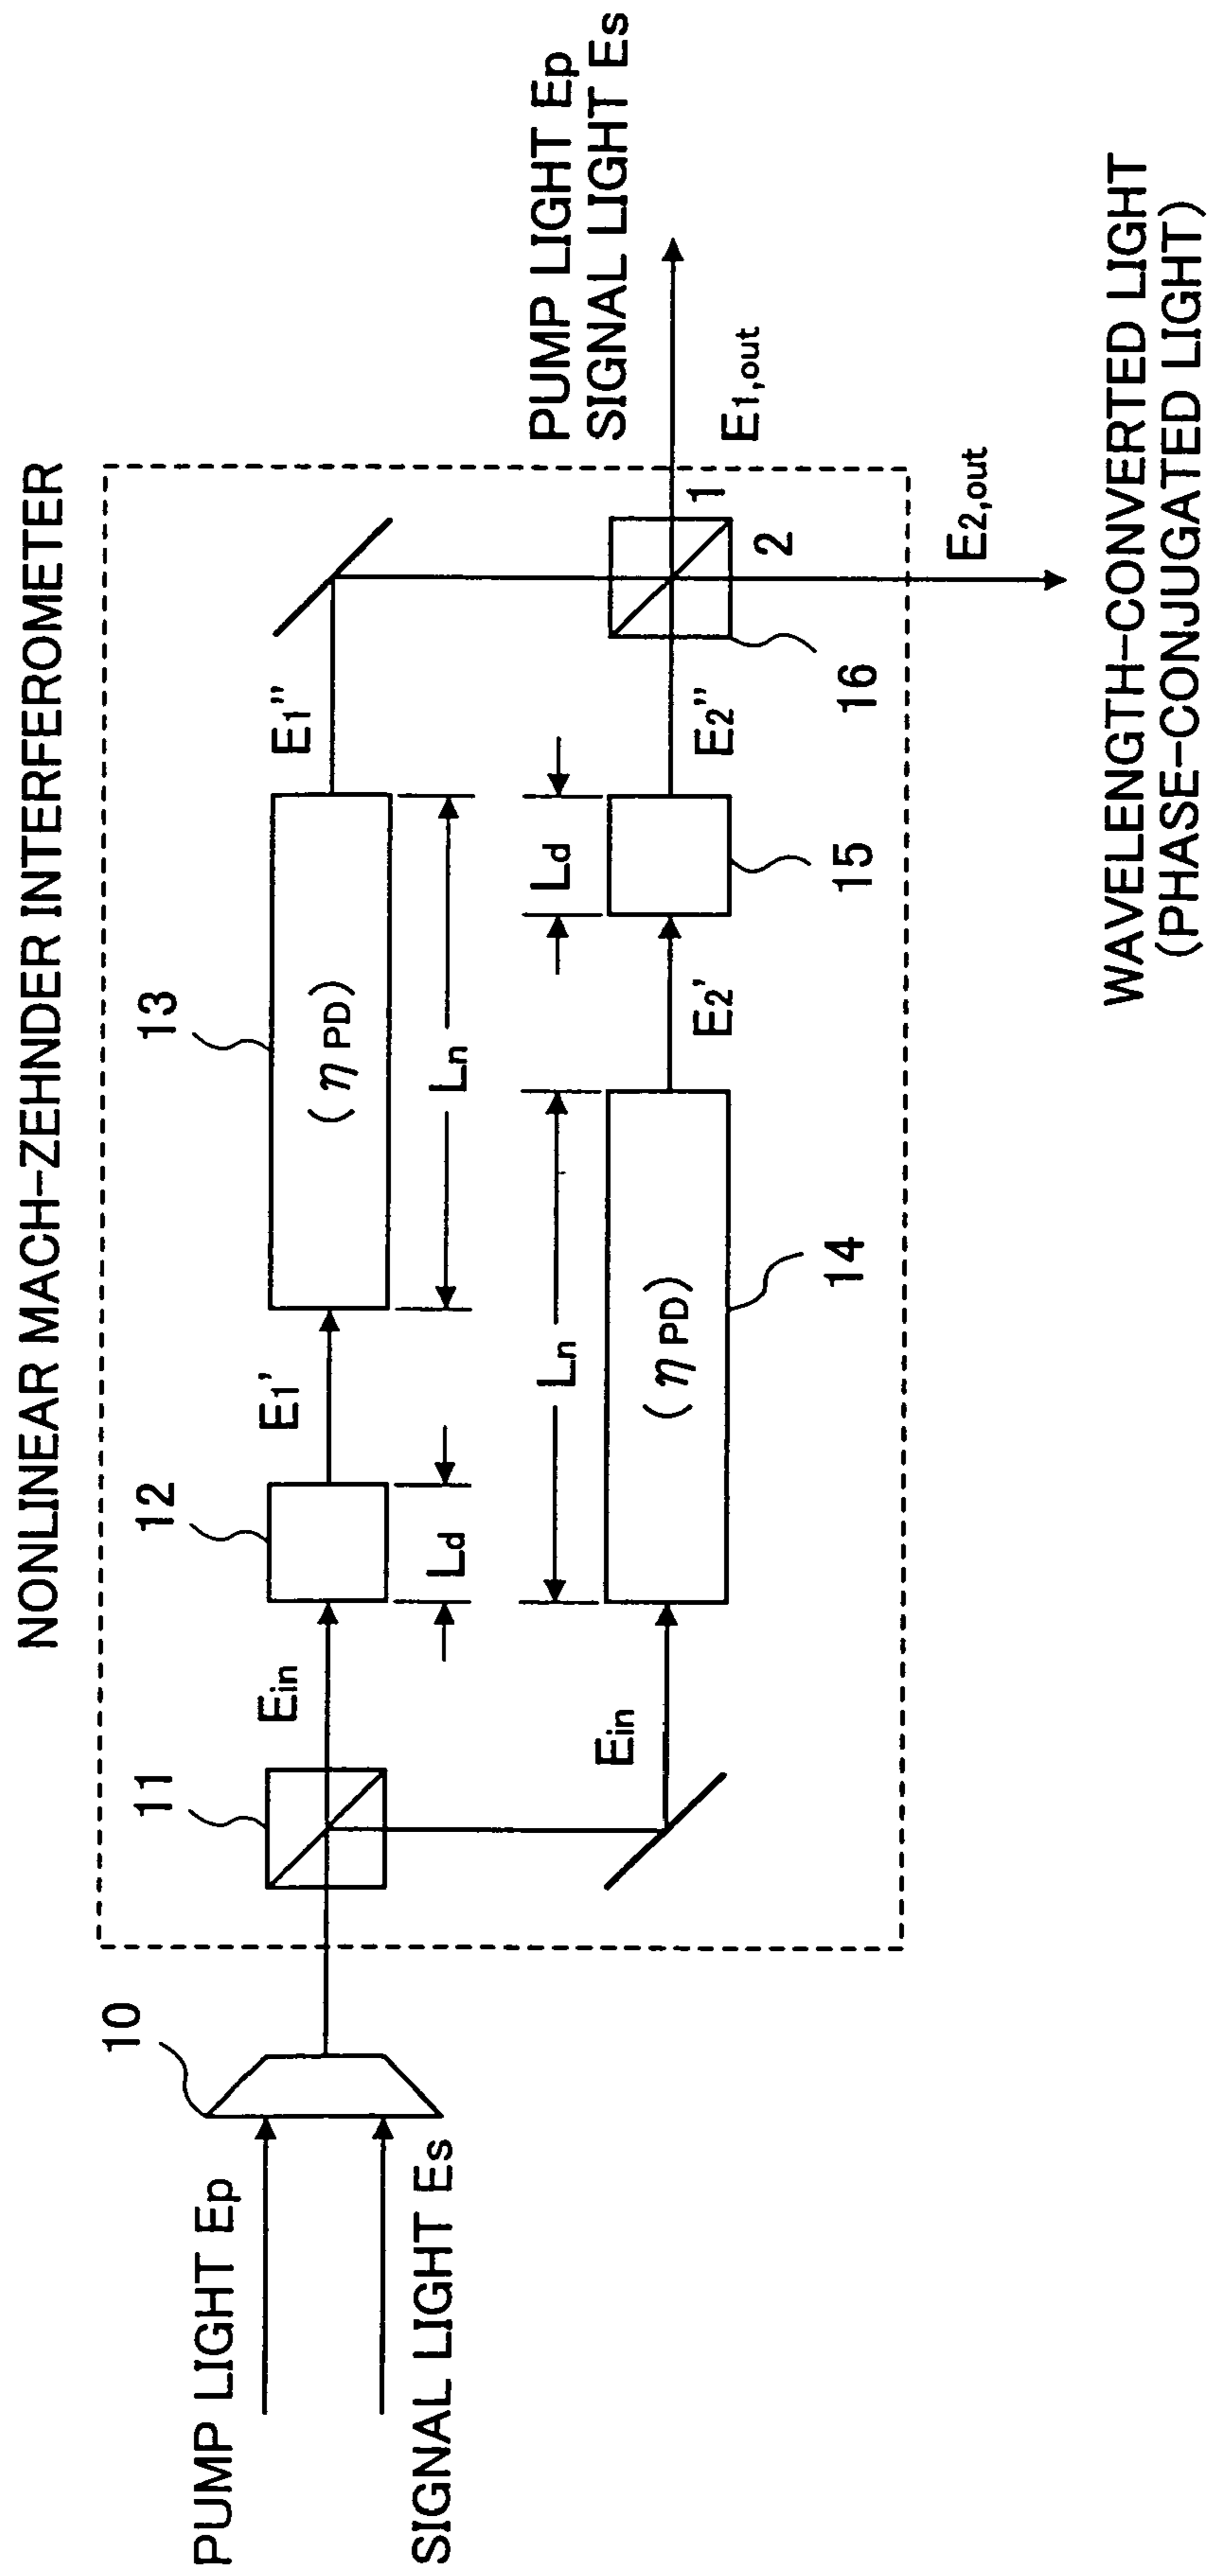 NONLINEAR MACH-ZEHNDER INTERFEROMETER
PUMP LIGHT Ep
SIGNAL LIGHT Es
10
11
Ein
Ein
12
Ld
E1'
13
(η PD)
Ln
E1''
14
(η PD)
Ln
E2'
15
Ld
E2''
16
1
2
E1,out
PUMP LIGHT Ep
SIGNAL LIGHT Es
E2,out
WAVELENGTH-CONVERTED LIGHT
(PHASE-CONJUGATED LIGHT)